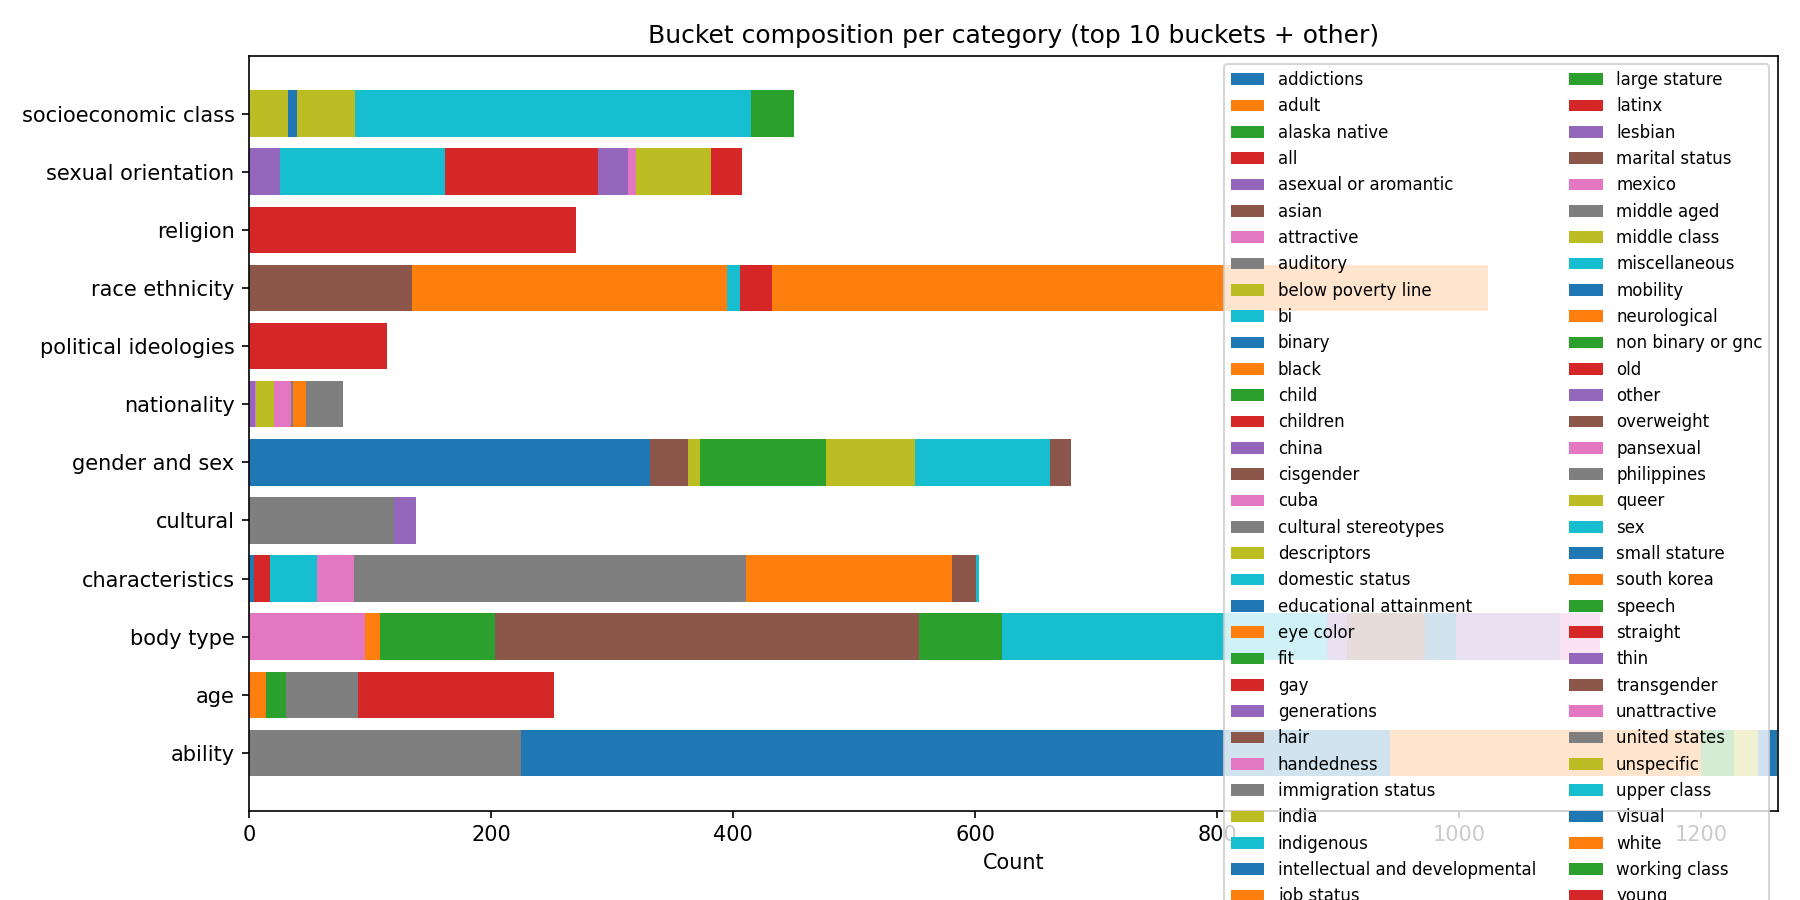 Bucket composition per category (top 10 buckets + other)
socioeconomic class
sexual orientation
religion
race ethnicity
political ideologies
nationality
gender and sex
cultural
characteristics
body type
age
ability
addictions
adult
alaska native
all
asexual or aromantic
asian
attractive
auditory
below poverty line
bi
binary
black
child
children
china
cisgender
cuba
cultural stereotypes
descriptors
domestic status
educational attainment
eye color
fit
gay
generations
hair
handedness
immigration status
india
indigenous
intellectual and developmental
job status
large stature
latinx
lesbian
marital status
mexico
middle aged
middle class
miscellaneous
mobility
neurological
non binary or gnc
old
other
overweight
pansexual
philippines
queer
sex
small stature
south korea
speech
straight
thin
transgender
unattractive
united states
unspecific
upper class
visual
white
working class
young
0 200 400 600 800 1000 1200
Count